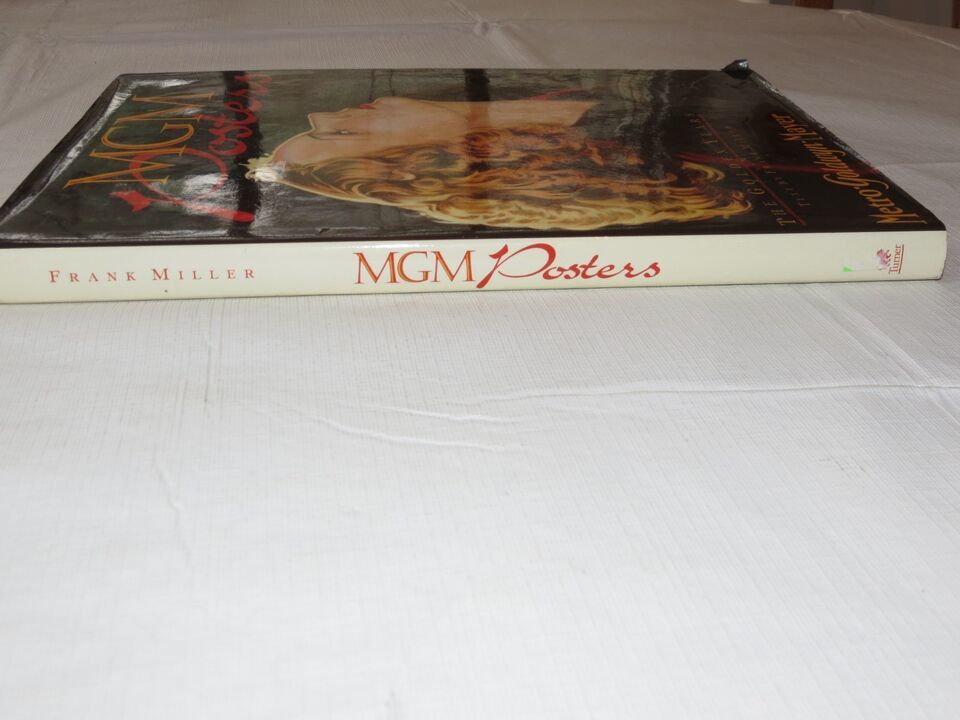 MGM
Posters
THE GOLDEN YEARS
Metro Goldwyn Mayer
FRANK MILLER
MGM Posters
Turner